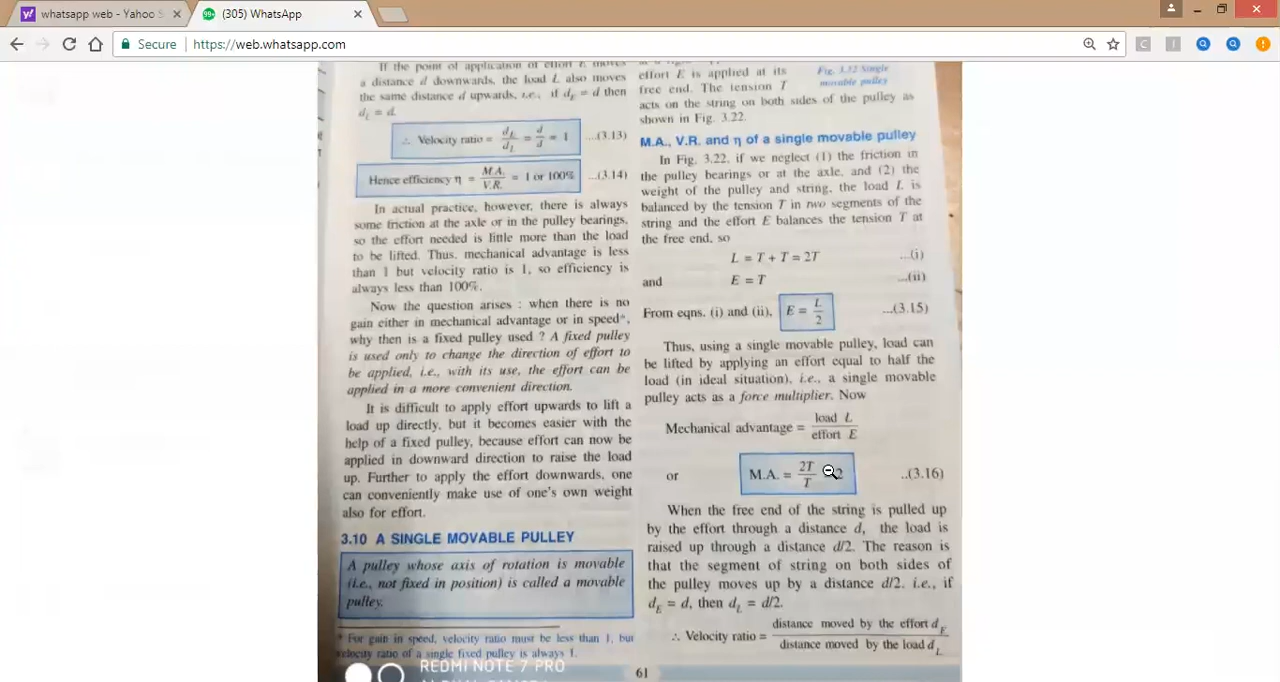 whatsapp web - Yahoo S
(305) WhatsApp
Secure | https://web.whatsapp.com
If the point of application of effort E moves
a distance d downwards, the load L also moves
the same distance d upwards, i.e., if dE = d then
dL = d.
∴ Velocity ratio = dE/dL = d/d = 1 ...(3.13)
Hence efficiency η = M.A./V.R. = 1 or 100% ...(3.14)
In actual practice, however, there is always
some friction at the axle or in the pulley bearings,
so the effort needed is little more than the load
to be lifted. Thus, mechanical advantage is less
than 1 but velocity ratio is 1, so efficiency is
always less than 100%.
Now the question arises : when there is no
gain either in mechanical advantage or in speed*,
why then is a fixed pulley used ? A fixed pulley
is used only to change the direction of effort to
be applied, i.e., with its use, the effort can be
applied in a more convenient direction.
It is difficult to apply effort upwards to lift a
load up directly, but it becomes easier with the
help of a fixed pulley, because effort can now be
applied in downward direction to raise the load
up. Further to apply the effort downwards, one
can conveniently make use of one's own weight
also for effort.
3.10 A SINGLE MOVABLE PULLEY
A pulley whose axis of rotation is movable
(i.e., not fixed in position) is called a movable
pulley.
* For gain in speed, velocity ratio must be less than 1, but
velocity ratio of a single fixed pulley is always 1.
REDMI NOTE 7 PRO
effort E is applied at its
free end. The tension T
Fig. 3.22 Single
movable pulley
acts on the string on both sides of the pulley as
shown in Fig. 3.22.
M.A., V.R. and η of a single movable pulley
In Fig. 3.22, if we neglect (1) the friction in
the pulley bearings or at the axle, and (2) the
weight of the pulley and string, the load L is
balanced by the tension T in two segments of the
string and the effort E balances the tension T at
the free end, so
L = T + T = 2T ...(i)
and E = T ...(ii)
From eqns. (i) and (ii), E = L/2 ...(3.15)
Thus, using a single movable pulley, load can
be lifted by applying an effort equal to half the
load (in ideal situation), i.e., a single movable
pulley acts as a force multiplier. Now
Mechanical advantage = load L/effort E
or M.A. = 2T/T = 2 ..(3.16)
When the free end of the string is pulled up
by the effort through a distance d, the load is
raised up through a distance d/2. The reason is
that the segment of string on both sides of
the pulley moves up by a distance d/2. i.e., if
dE = d, then dL = d/2.
∴ Velocity ratio = distance moved by the effort dE/distance moved by the load dL
61